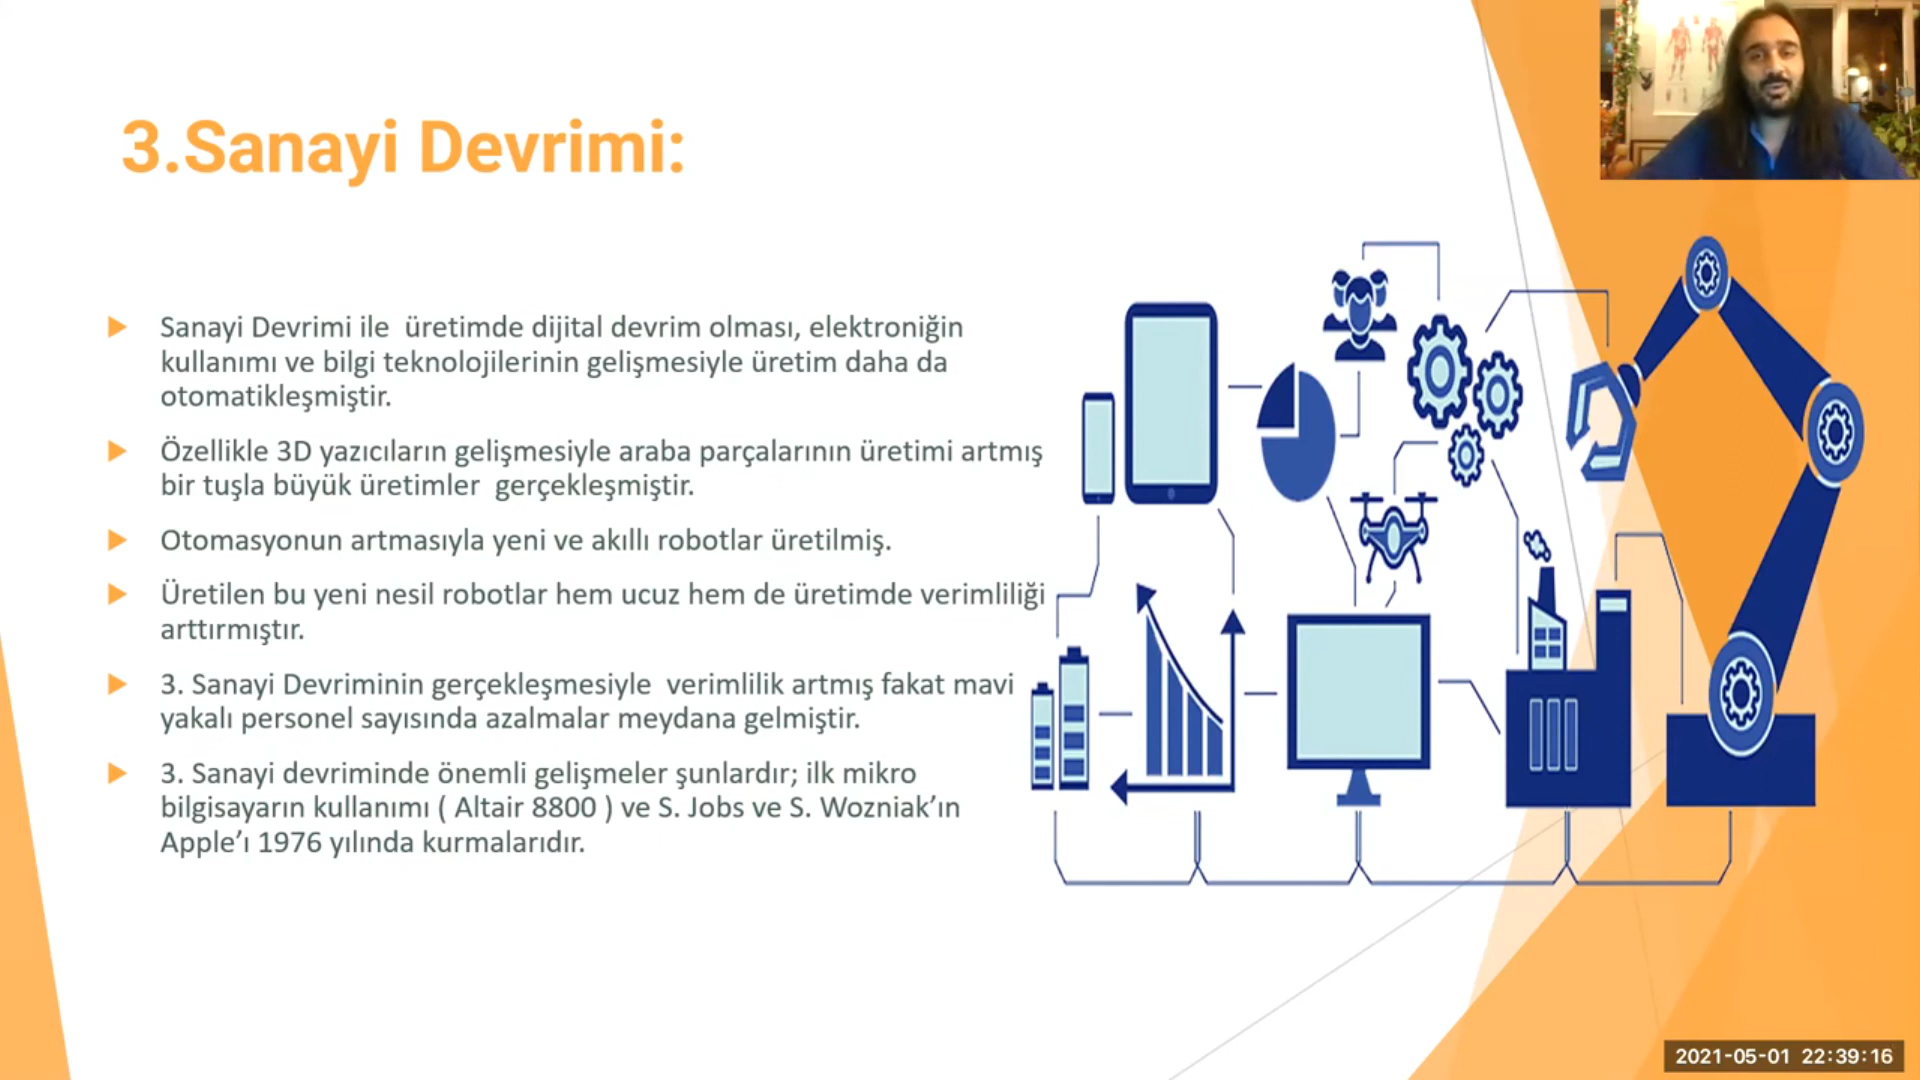 3.Sanayi Devrimi:
Sanayi Devrimi ile  üretimde dijital devrim olması, elektroniğin
kullanımı ve bilgi teknolojilerinin gelişmesiyle üretim daha da
otomatikleşmiştir.
Özellikle 3D yazıcıların gelişmesiyle araba parçalarının üretimi artmış
bir tuşla büyük üretimler  gerçekleşmiştir.
Otomasyonun artmasıyla yeni ve akıllı robotlar üretilmiş.
Üretilen bu yeni nesil robotlar hem ucuz hem de üretimde verimliliği
arttırmıştır.
3. Sanayi Devriminin gerçekleşmesiyle  verimlilik artmış fakat mavi
yakalı personel sayısında azalmalar meydana gelmiştir.
3. Sanayi devriminde önemli gelişmeler şunlardır; ilk mikro
bilgisayarın kullanımı ( Altair 8800 ) ve S. Jobs ve S. Wozniak’ın
Apple’ı 1976 yılında kurmalarıdır.
2021-05-01 22:39:16